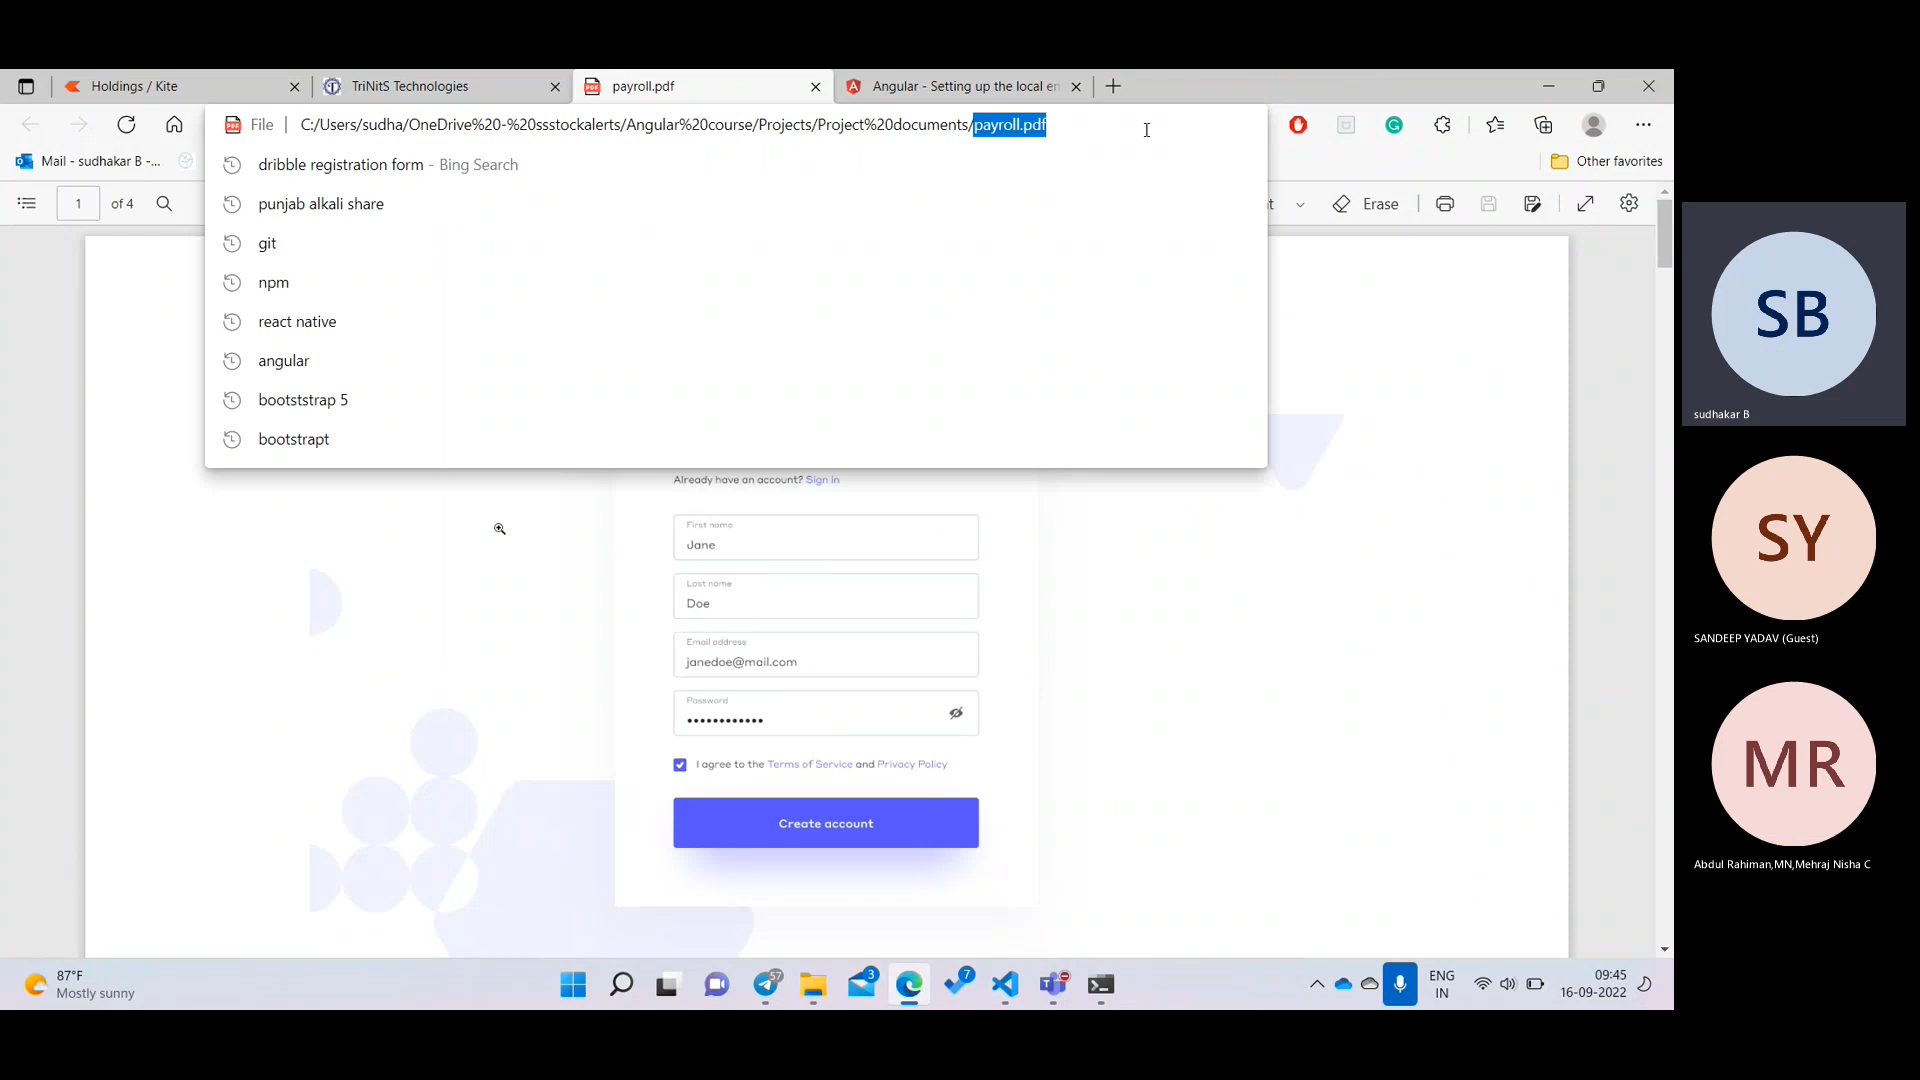 Holdings / Kite
TriNitS Technologies
payroll.pdf
Angular - Setting up the local en
File | C:/Users/sudha/OneDrive%20-%20ssstockalerts/Angular%20course/Projects/Project%20documents/payroll.pdf
Mail - sudhakar B -...
Other favorites
dribble registration form - Bing Search
punjab alkali share
git
npm
react native
angular
bootststrap 5
bootstrapt
1 of 4
t
Erase
Already have an account? Sign in
First name
Jane
Last name
Doe
Email address
janedoe@mail.com
Password
••••••••••••
I agree to the Terms of Service and Privacy Policy
Create account
SB
sudhakar B
SY
SANDEEP YADAV (Guest)
MR
Abdul Rahiman,MN,Mehraj Nisha C
87°F
Mostly sunny
57
3
7
ENG
IN
09:45
16-09-2022